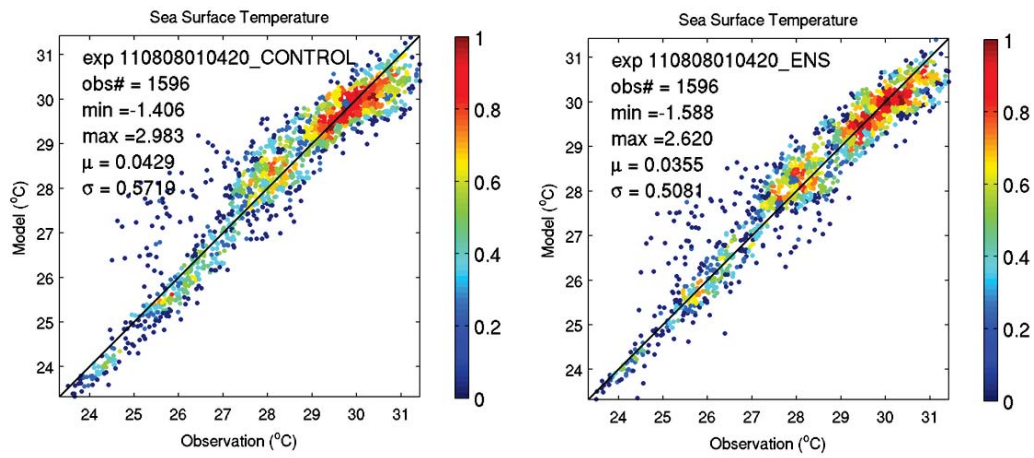 Sea Surface Temperature
exp 110808010420_CONTROL
obs# = 1596
min =-1.406
max =2.983
μ = 0.0429
σ = 0.5719
31
30
29
28
27
26
25
24
Model (°C)
24 25 26 27 28 29 30 31
Observation (°C)
1
0.8
0.6
0.4
0.2
0
Sea Surface Temperature
exp 110808010420_ENS
obs# = 1596
min =-1.588
max =2.620
μ = 0.0355
σ = 0.5081
31
30
29
28
27
26
25
24
Model (°C)
24 25 26 27 28 29 30 31
Observation (°C)
1
0.8
0.6
0.4
0.2
0